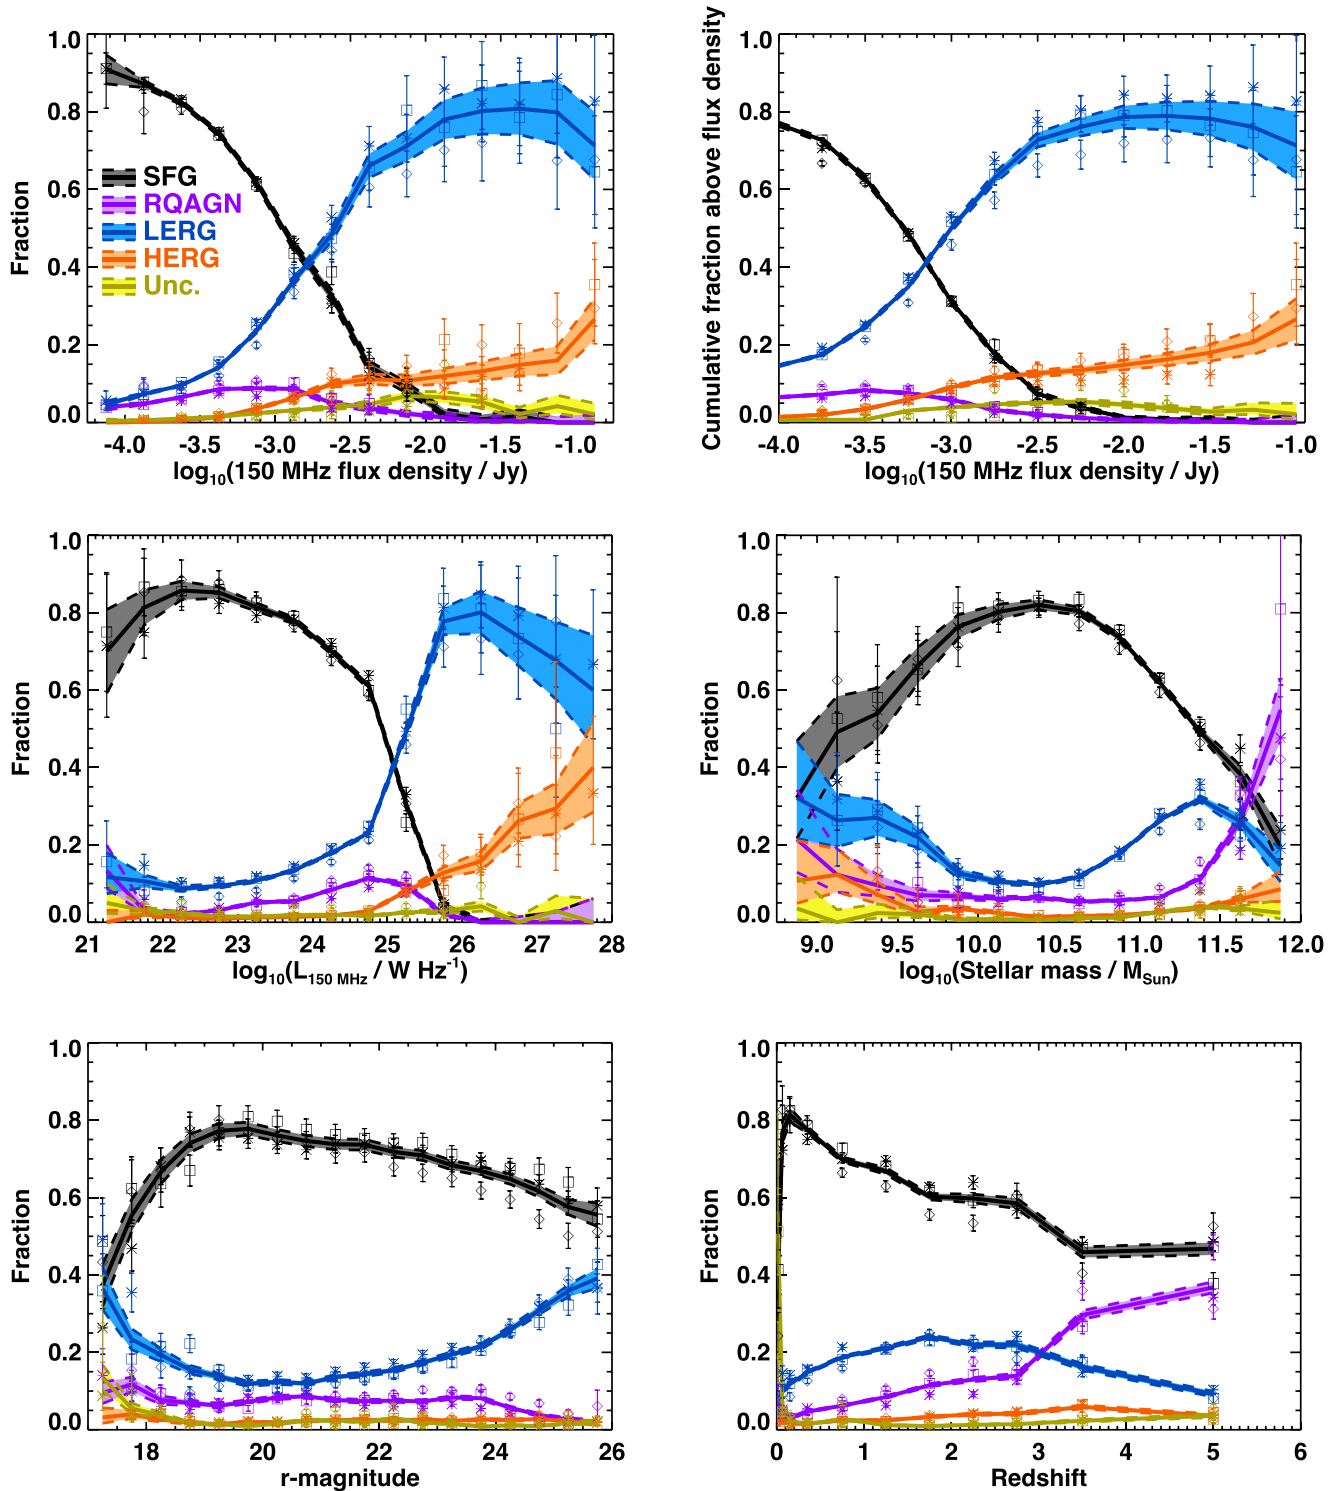 1.0
0.8
0.6
0.4
0.2
0.0
Fraction
SFG
RQAGN
LERG
HERG
Unc.
-4.0 -3.5 -3.0 -2.5 -2.0 -1.5 -1.0
log10(150 MHz flux density / Jy)
1.0
0.8
0.6
0.4
0.2
0.0
Cumulative fraction above flux density
-4.0 -3.5 -3.0 -2.5 -2.0 -1.5 -1.0
log10(150 MHz flux density / Jy)
1.0
0.8
0.6
0.4
0.2
0.0
Fraction
21 22 23 24 25 26 27 28
log10(L150 MHz / W Hz-1)
1.0
0.8
0.6
0.4
0.2
0.0
Fraction
9.0 9.5 10.0 10.5 11.0 11.5 12.0
log10(Stellar mass / MSun)
1.0
0.8
0.6
0.4
0.2
0.0
Fraction
18 20 22 24 26
r-magnitude
1.0
0.8
0.6
0.4
0.2
0.0
Fraction
0 1 2 3 4 5 6
Redshift